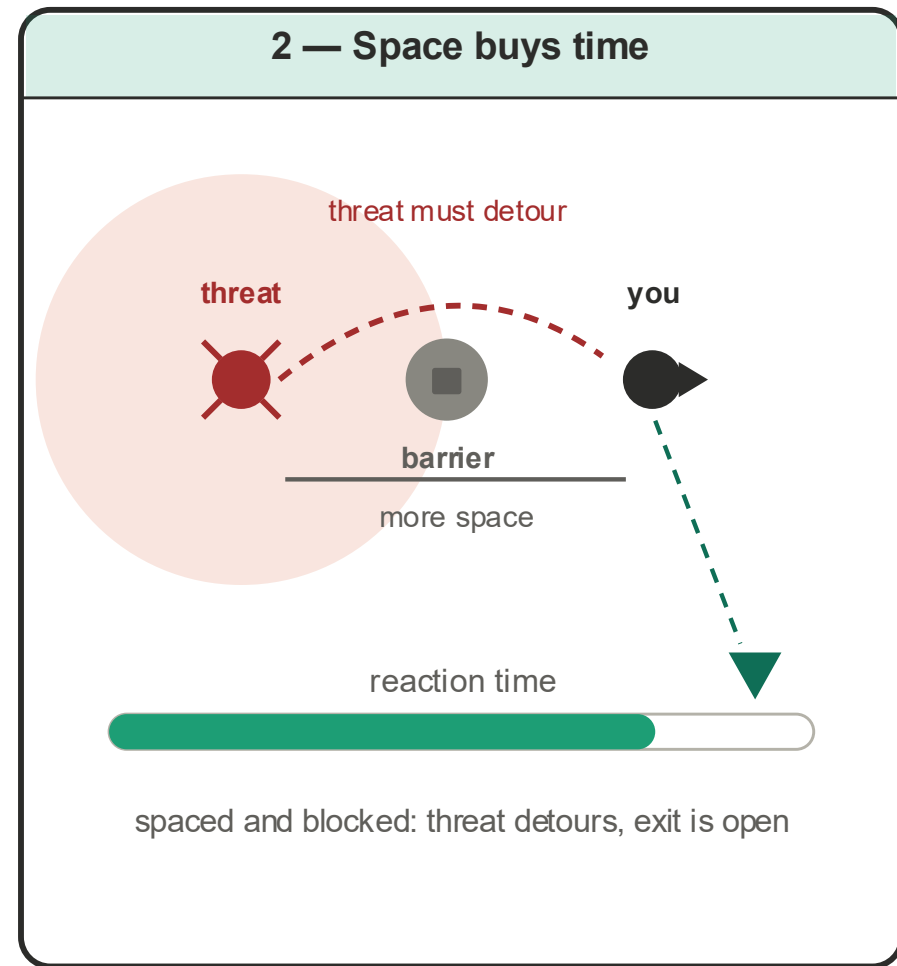 2 — Space buys time
threat must detour
threat
you
barrier
more space
reaction time
spaced and blocked: threat detours, exit is open